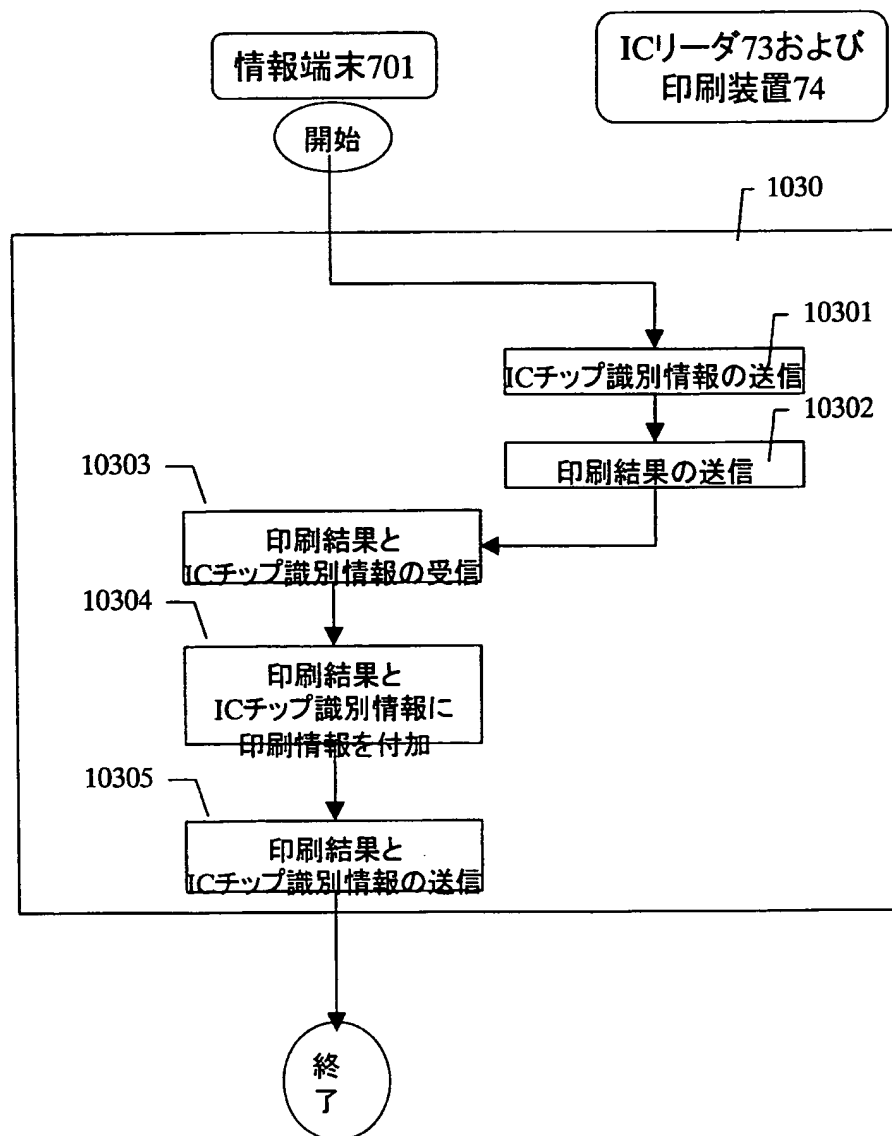 情報端末701
ICリーダ73および
印刷装置74
開始
1030
10301
ICチップ識別情報の送信
10302
印刷結果の送信
10303
印刷結果と
ICチップ識別情報の受信
10304
印刷結果と
ICチップ識別情報に
印刷情報を付加
10305
印刷結果と
ICチップ識別情報の送信
終
了